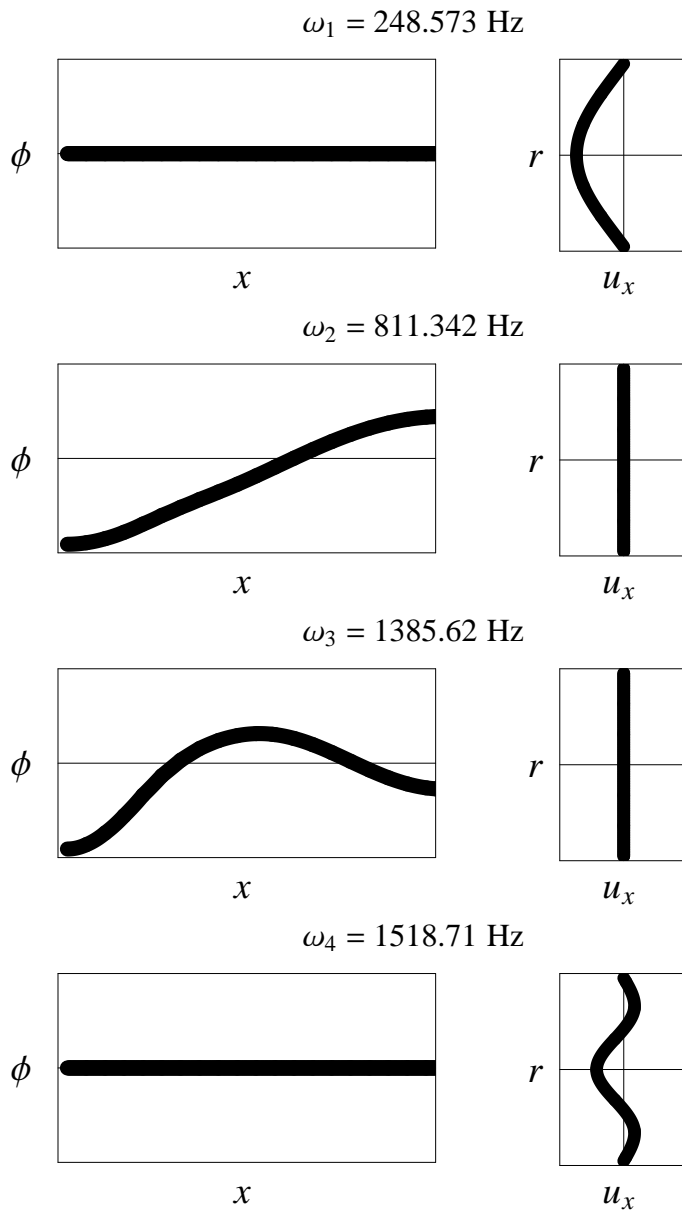 ω₁ = 248.573 Hz
ϕ r
x uₓ
ω₂ = 811.342 Hz
ϕ r
x uₓ
ω₃ = 1385.62 Hz
ϕ r
x uₓ
ω₄ = 1518.71 Hz
ϕ r
x uₓ